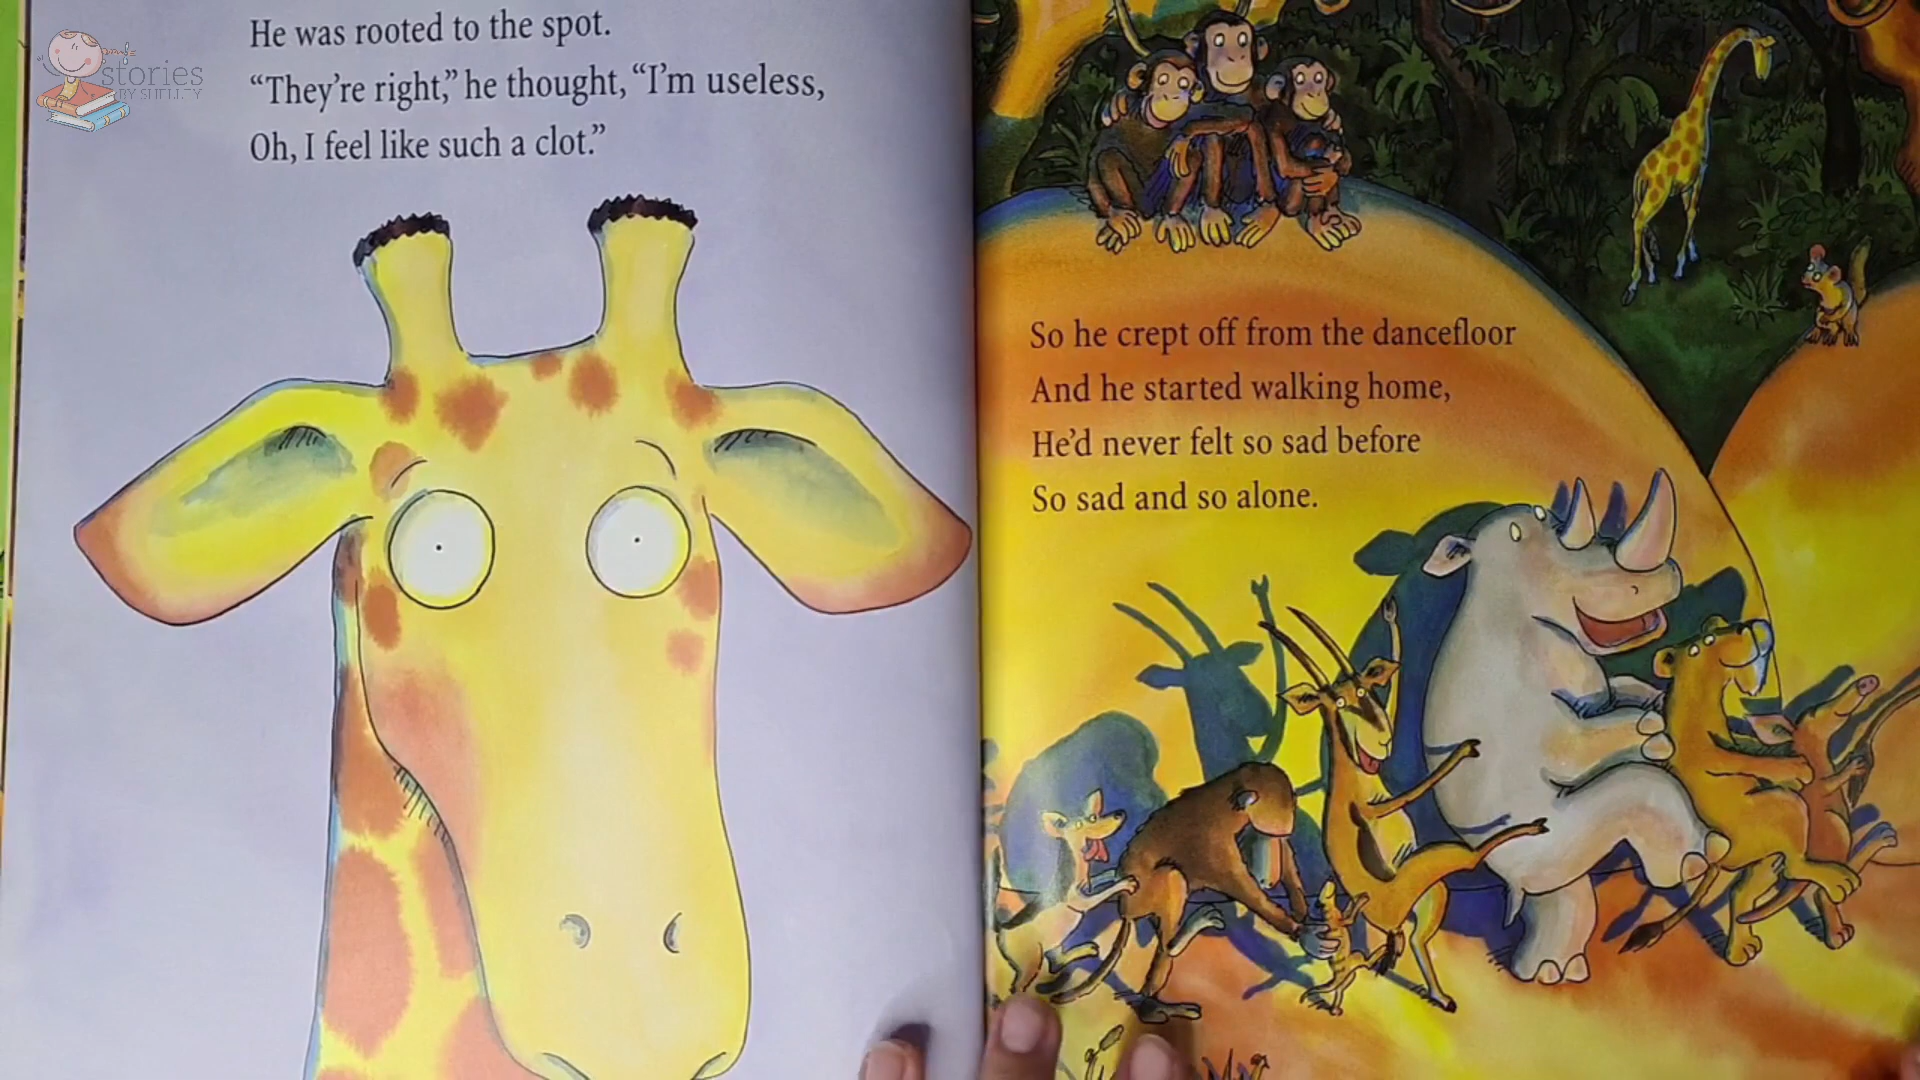 stories
BY SHELLEY
He was rooted to the spot.
“They’re right,” he thought, “I’m useless,
Oh, I feel like such a clot.”
So he crept off from the dancefloor
And he started walking home,
He’d never felt so sad before
So sad and so alone.